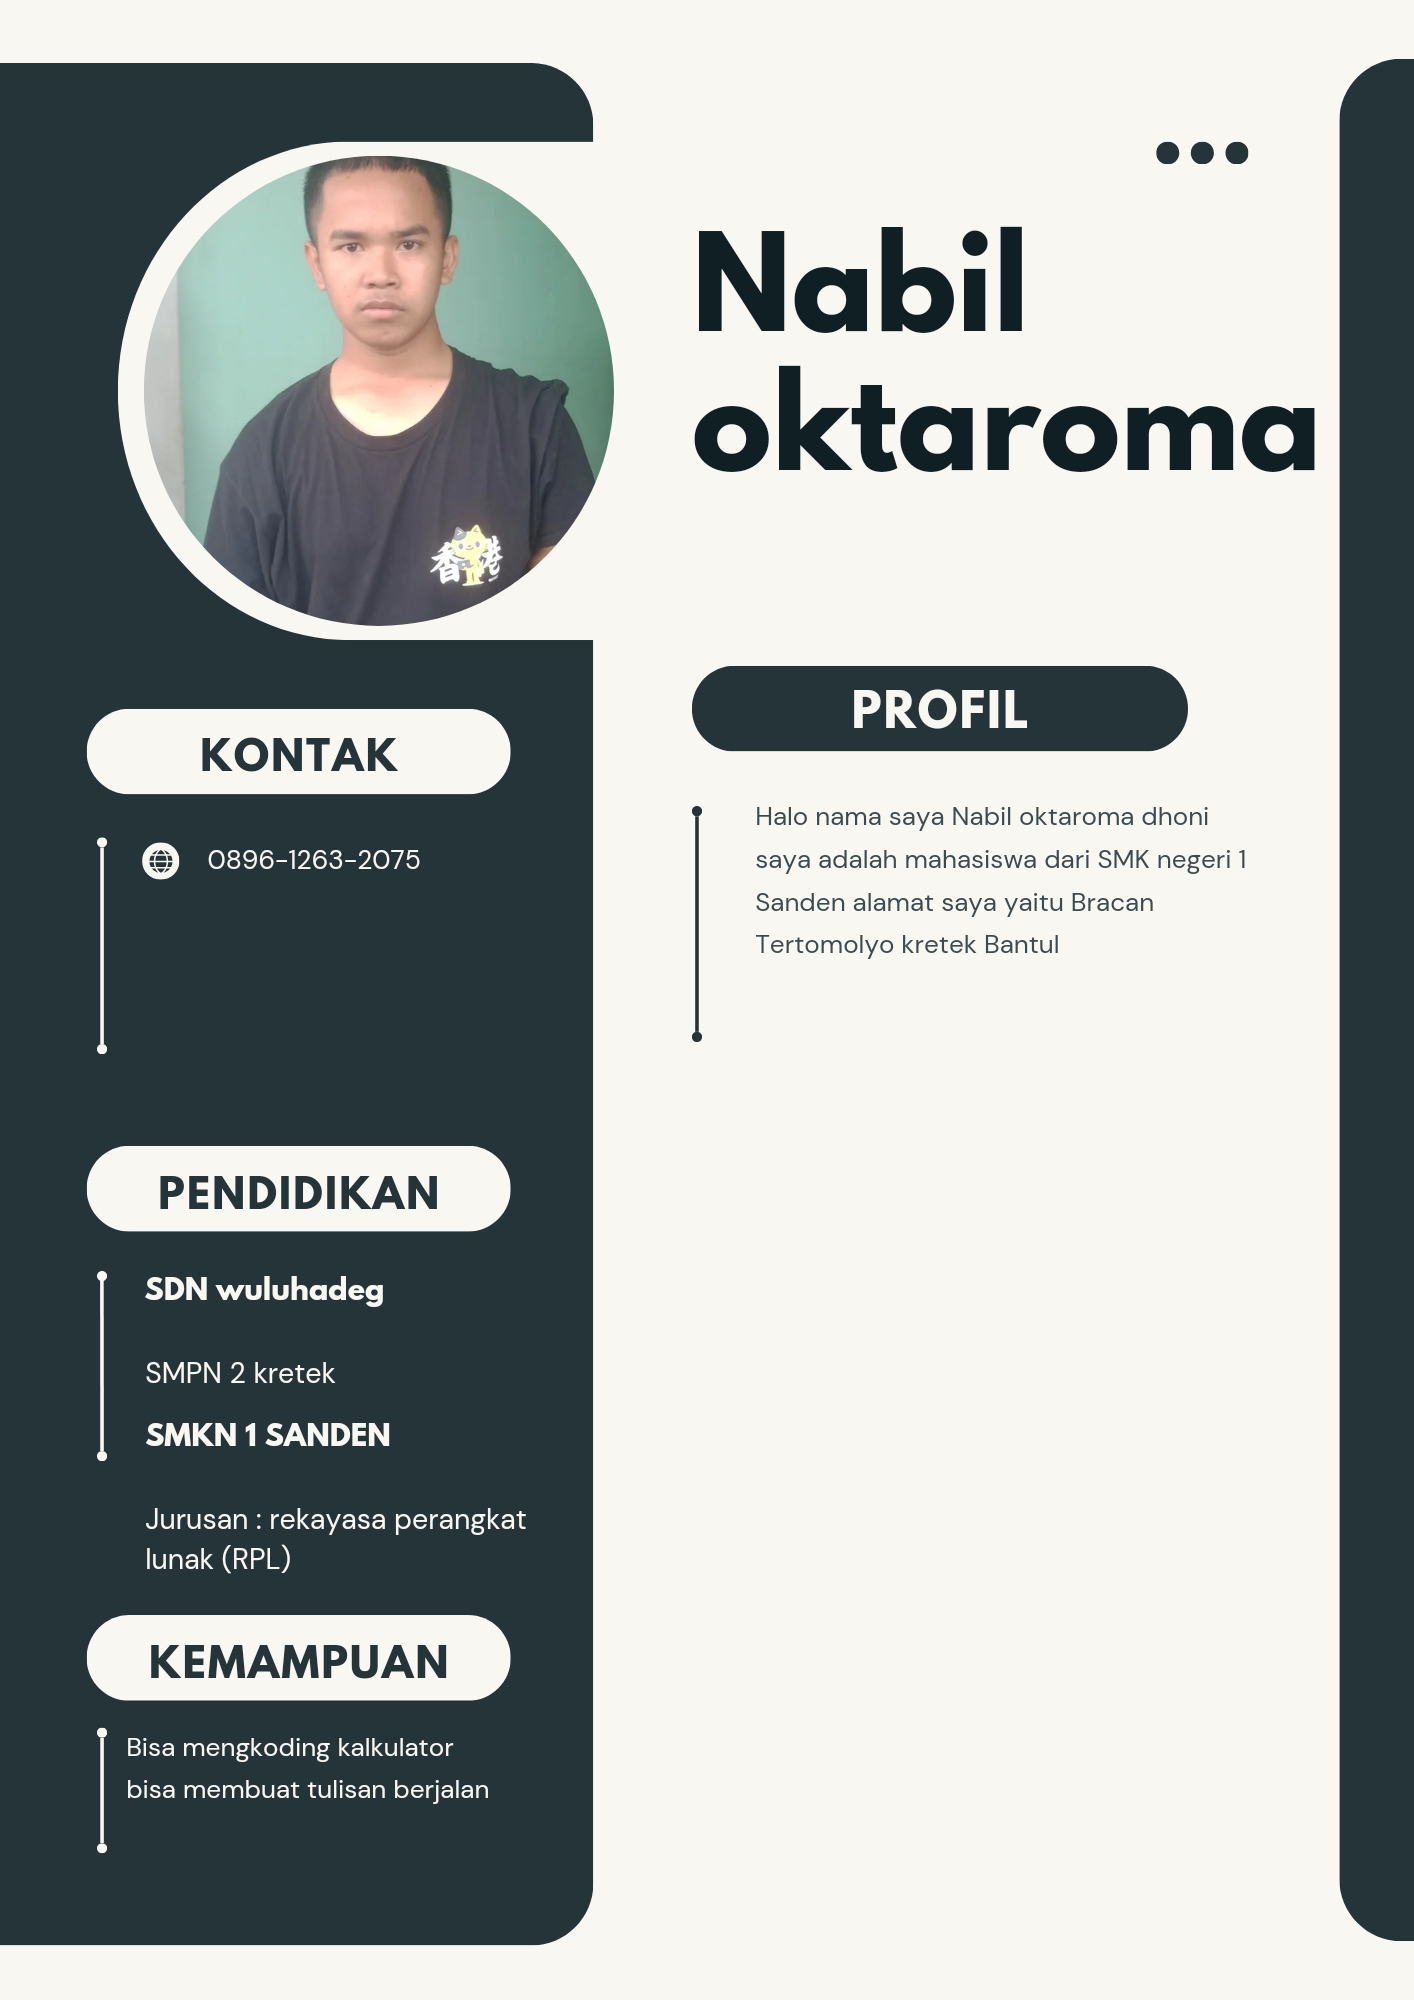 Nabil
oktaroma
香港
KONTAK
0896-1263-2075
PENDIDIKAN
SDN wuluhadeg
SMPN 2 kretek
SMKN 1 SANDEN
Jurusan : rekayasa perangkat
lunak (RPL)
KEMAMPUAN
Bisa mengkoding kalkulator
bisa membuat tulisan berjalan
PROFIL
Halo nama saya Nabil oktaroma dhoni
saya adalah mahasiswa dari SMK negeri 1
Sanden alamat saya yaitu Bracan
Tertomolyo kretek Bantul